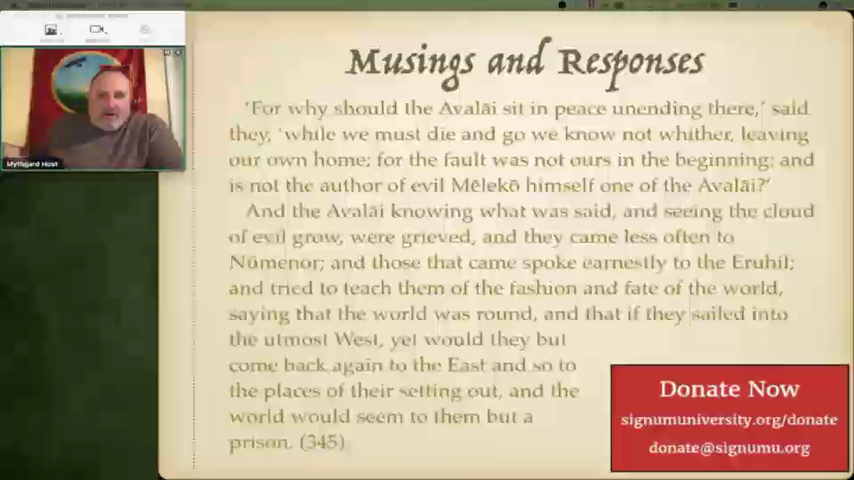 Musings and Responses
'For why should the Avalāi sit in peace unending there,' said
they, 'while we must die and go we know not whither, leaving
our own home; for the fault was not ours in the beginning; and
is not the author of evil Mēlekō himself one of the Avalāi?'
And the Avalāi knowing what was said, and seeing the cloud
of evil grow, were grieved, and they came less often to
Nūmenor; and those that came spoke earnestly to the Eruhil;
and tried to teach them of the fashion and fate of the world,
saying that the world was round, and that if they sailed into
the utmost West, yet would they but
come back again to the East and so to
the places of their setting out, and the
world would seem to them but a
prison. (345)
Mythgard Host
Donate Now
signumuniversity.org/donate
donate@signumu.org